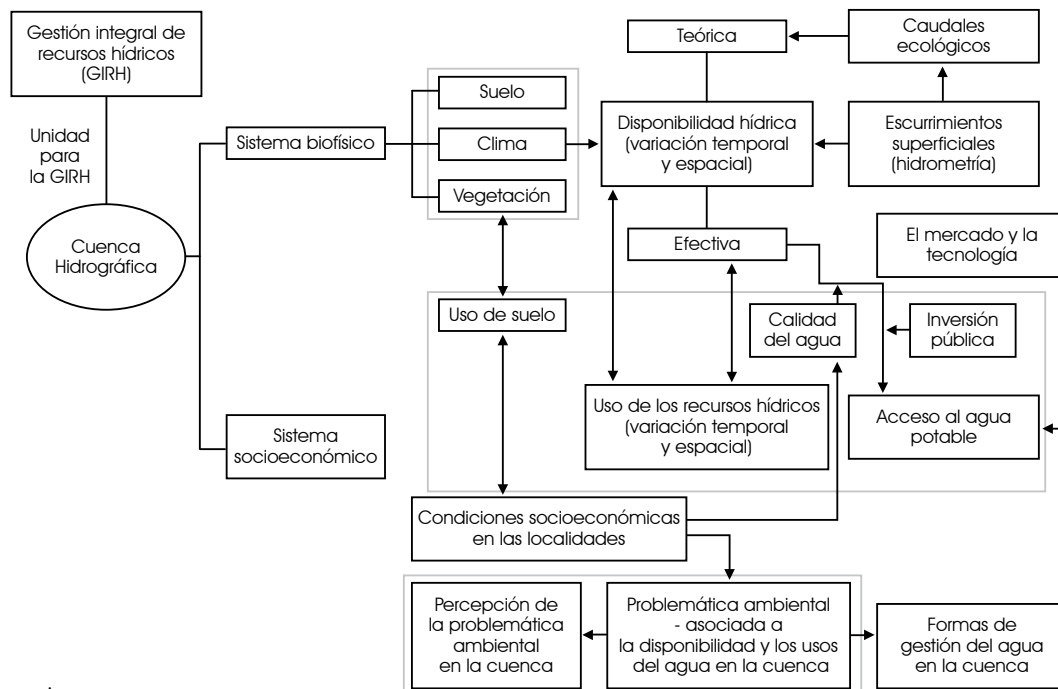 Gestión integral de
recursos hídricos
(GIRH)
Unidad
para
la GIRH
Cuenca
Hidrográfica
Sistema biofísico
Sistema
socioeconómico
Suelo
Clima
Vegetación
Teórica
Caudales
ecológicos
Disponibilidad hídrica
(variación temporal
y espacial)
Escurrimientos
superficiales
(hidrometría)
Efectiva
El mercado y la
tecnología
Uso de suelo
Calidad
del agua
Inversión
pública
Uso de los recursos hídricos
(variación temporal
y espacial)
Acceso al agua
potable
Condiciones socioeconómicas
en las localidades
Percepción de
la problemática
ambiental
en la cuenca
Problemática ambiental
- asociada a
la disponibilidad y los usos
del agua en la cuenca
Formas de
gestión del agua
en la cuenca